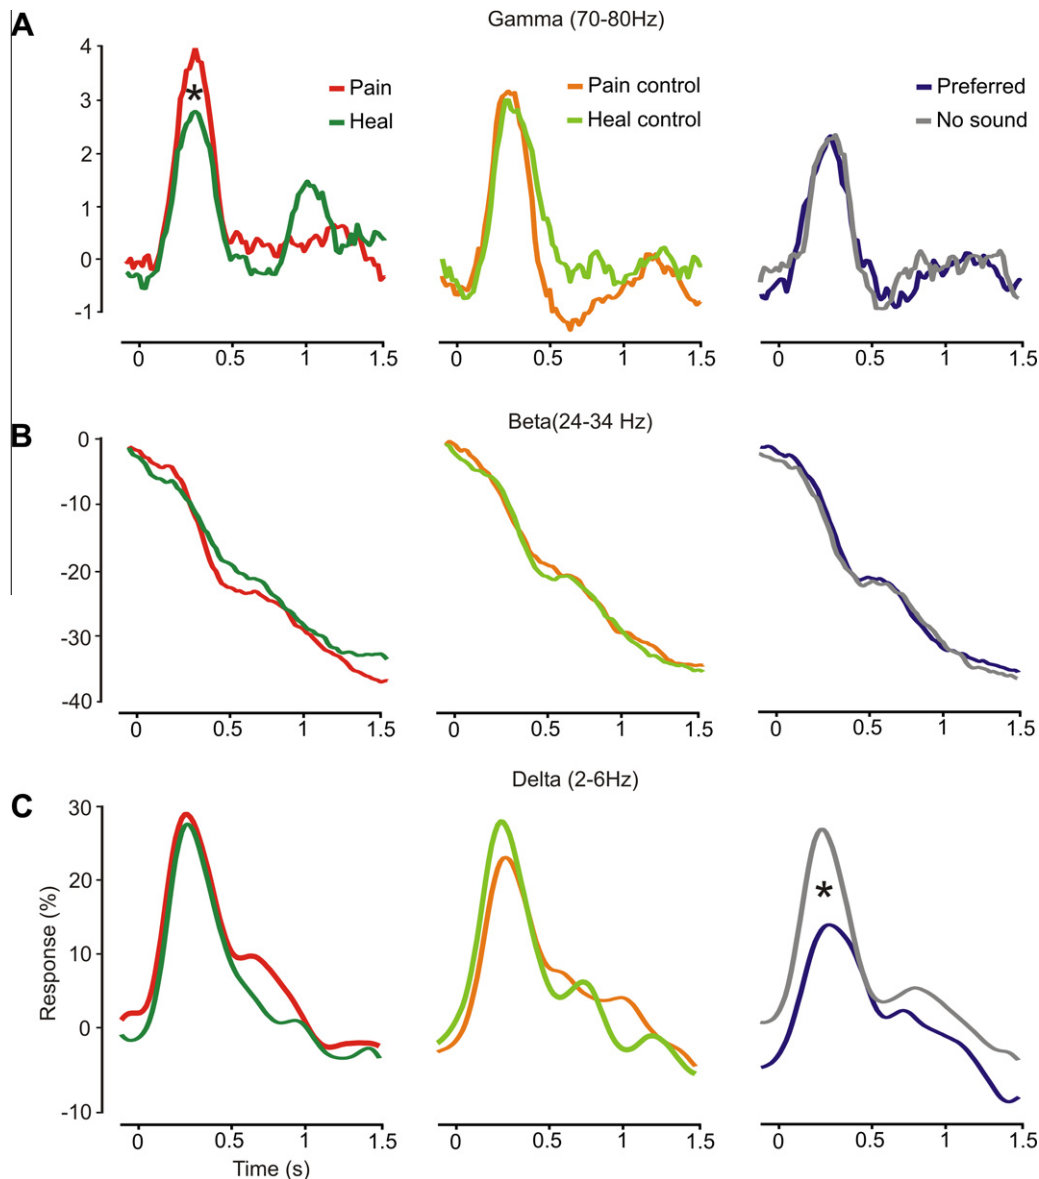 A
Gamma (70-80Hz)
4
3
2
1
0
-1
Pain
Heal
*
Pain control
Heal control
Preferred
No sound
0 0.5 1 1.5
0 0.5 1 1.5
0 0.5 1 1.5
B
Beta(24-34 Hz)
0
-10
-20
-30
-40
0 0.5 1 1.5
0 0.5 1 1.5
0 0.5 1 1.5
C
Delta (2-6Hz)
30
20
10
0
-10
Response (%)
*
0 0.5 1 1.5
0 0.5 1 1.5
0 0.5 1 1.5
Time (s)